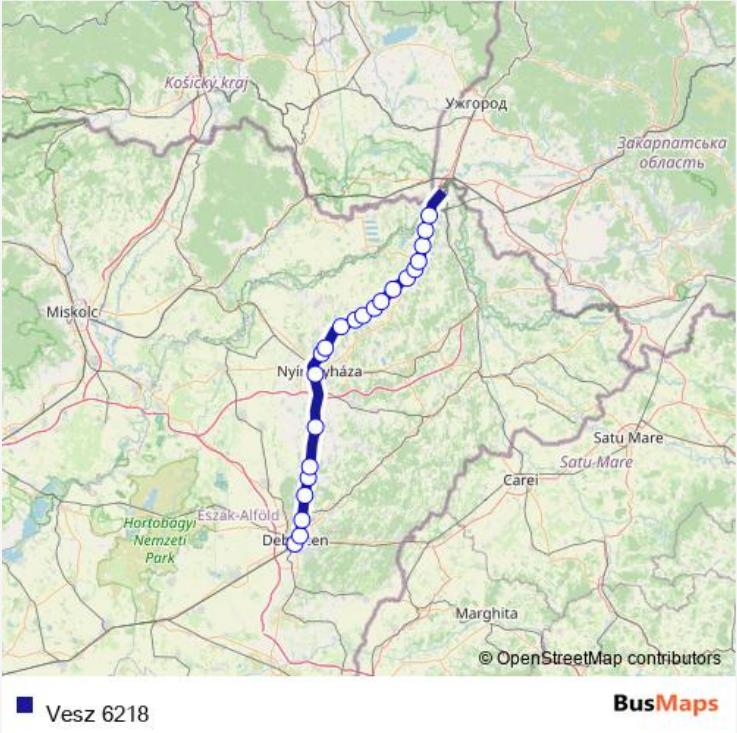 Košický kraj
Ужгород
Закарпатська
область
Miskolc
Satu Mare
Satu-Mare
Carei
Észak-Alföld
Hortobágyi
Nemzeti
Park
Marghita
© OpenStreetMap contributors
Vesz 6218
BusMaps